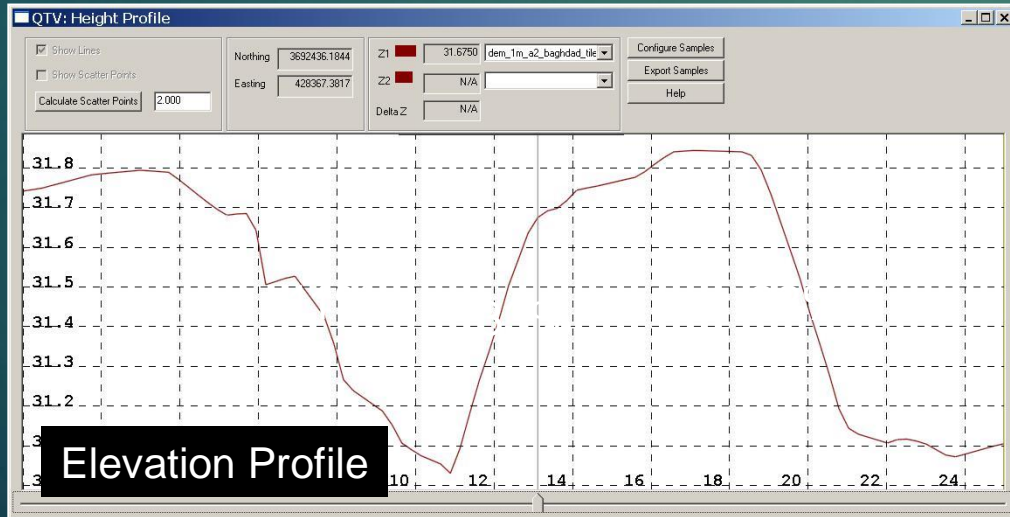 QTV: Height Profile
Show Lines
Show Scatter Points
Calculate Scatter Points 2.000
Northing 3692436.1844
Easting 428367.3817
Z1 31.6750 dem_1m_a2_baghdad_tile
Z2 N/A
Delta Z N/A
Configure Samples
Export Samples
Help
31.8
31.7
31.6
31.5
31.4
31.3
31.2
10 12 14 16 18 20 22 24
Elevation Profile